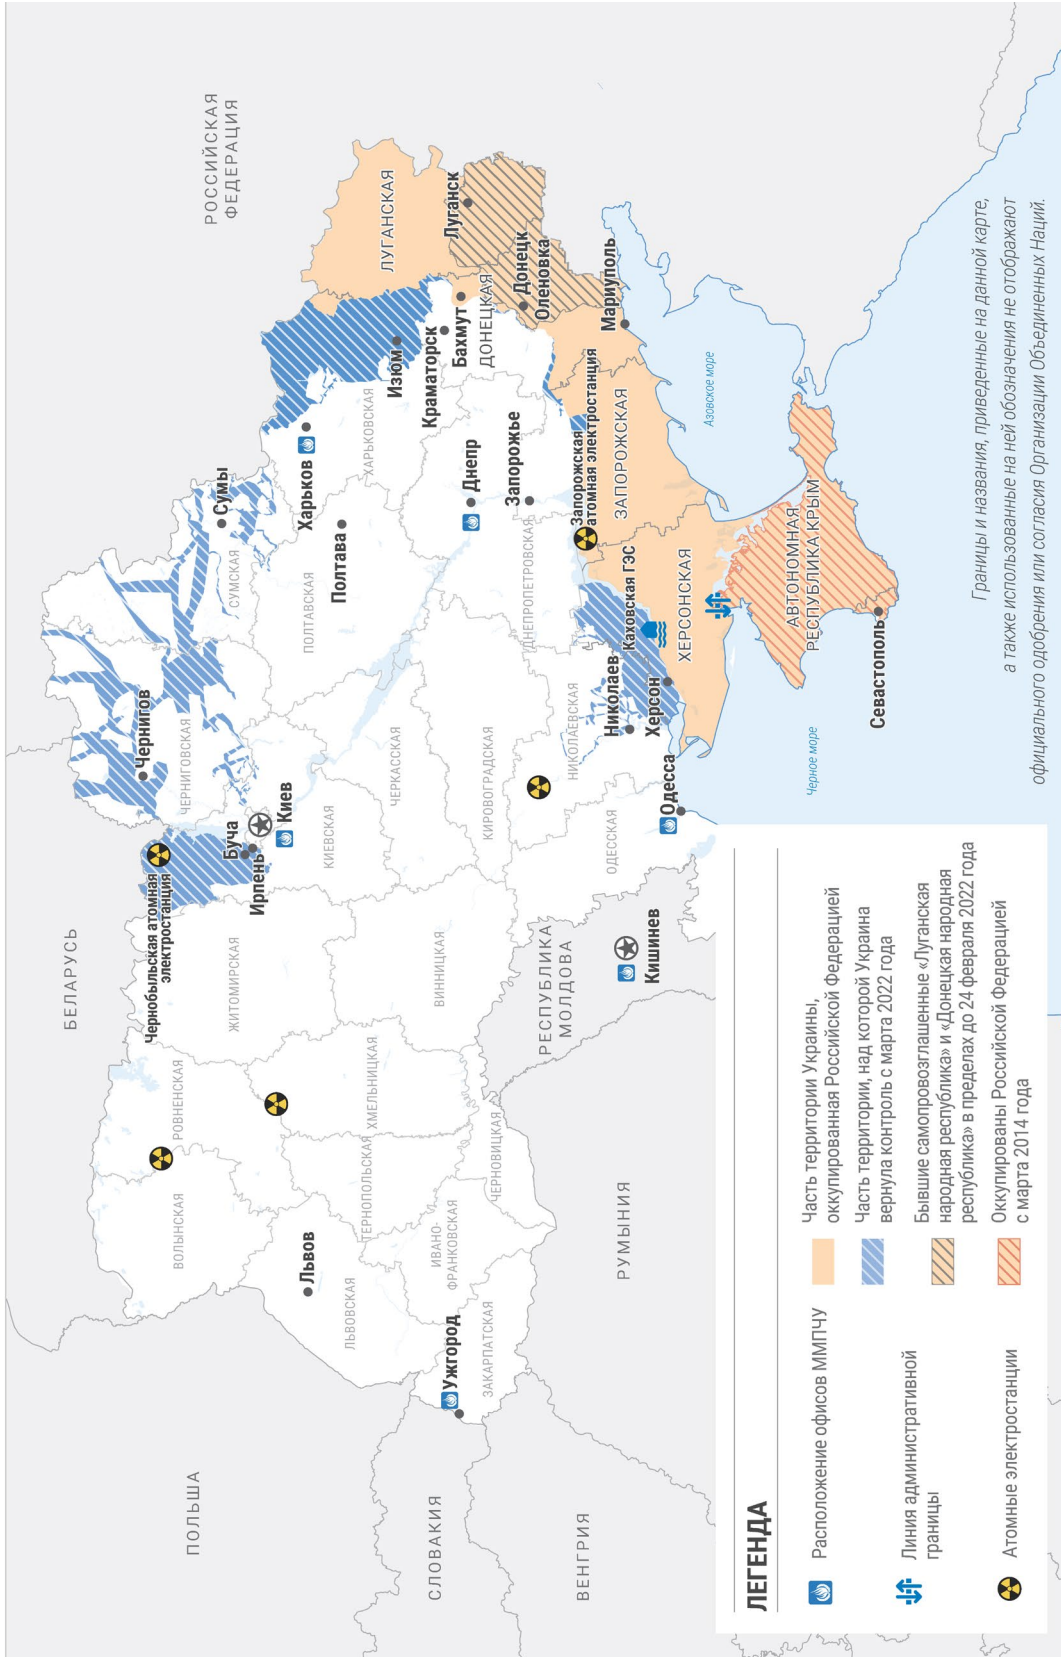 РОССИЙСКАЯ
ФЕДЕРАЦИЯ
БЕЛАРУСЬ
ПОЛЬША
СЛОВАКИЯ
ВЕНГРИЯ
РУМЫНИЯ
РЕСПУБЛИКА
МОЛДОВА
Кишинев
ВОЛЫНСКАЯ
РОВНЕНСКАЯ
ЖИТОМИРСКАЯ
Чернобыльская атомная
электростанция
Буча
Ирпень
Киев
КИЕВСКАЯ
Чернигов
ЧЕРНИГОВСКАЯ
СУМСКАЯ
Сумы
ЛЬВОВСКАЯ
Львов
ТЕРНОПОЛЬСКАЯ
ХМЕЛЬНИЦКАЯ
ВИННИЦКАЯ
ЧЕРКАССКАЯ
ПОЛТАВСКАЯ
Полтава
Харьков
ХАРЬКОВСКАЯ
Изюм
ЛУГАНСКАЯ
Луганск
Ужгород
ЗАКАРПАТСКАЯ
ИВАНО-
ФРАНКОВСКАЯ
ЧЕРНОВИЦКАЯ
КИРОВОГРАДСКАЯ
ДНЕПРОПЕТРОВСКАЯ
Днепр
Запорожье
Краматорск
Бахмут
ДОНЕЦКАЯ
Донецк
Оленовка
Мариуполь
ОДЕССКАЯ
Одесса
НИКОЛАЕВСКАЯ
Николаев
Херсон
Каховская ГЭС
ХЕРСОНСКАЯ
Запорожская
атомная электростанция
ЗАПОРОЖСКАЯ
Азовское море
Черное море
АВТОНОМНАЯ
РЕСПУБЛИКА КРЫМ
Севастополь
ЛЕГЕНДА
Расположение офисов ММПЧУ
Линия административной
границы
Атомные электростанции
Часть территории Украины,
оккупированная Российской Федерацией
Часть территории, над которой Украина
вернула контроль с марта 2022 года
Бывшие самопровозглашенные «Луганская
народная республика» и «Донецкая народная
республика» в пределах до 24 февраля 2022 года
Оккупированы Российской Федерацией
с марта 2014 года
Границы и названия, приведенные на данной карте,
а также использованные на ней обозначения не отображают
официального одобрения или согласия Организации Объединенных Наций.